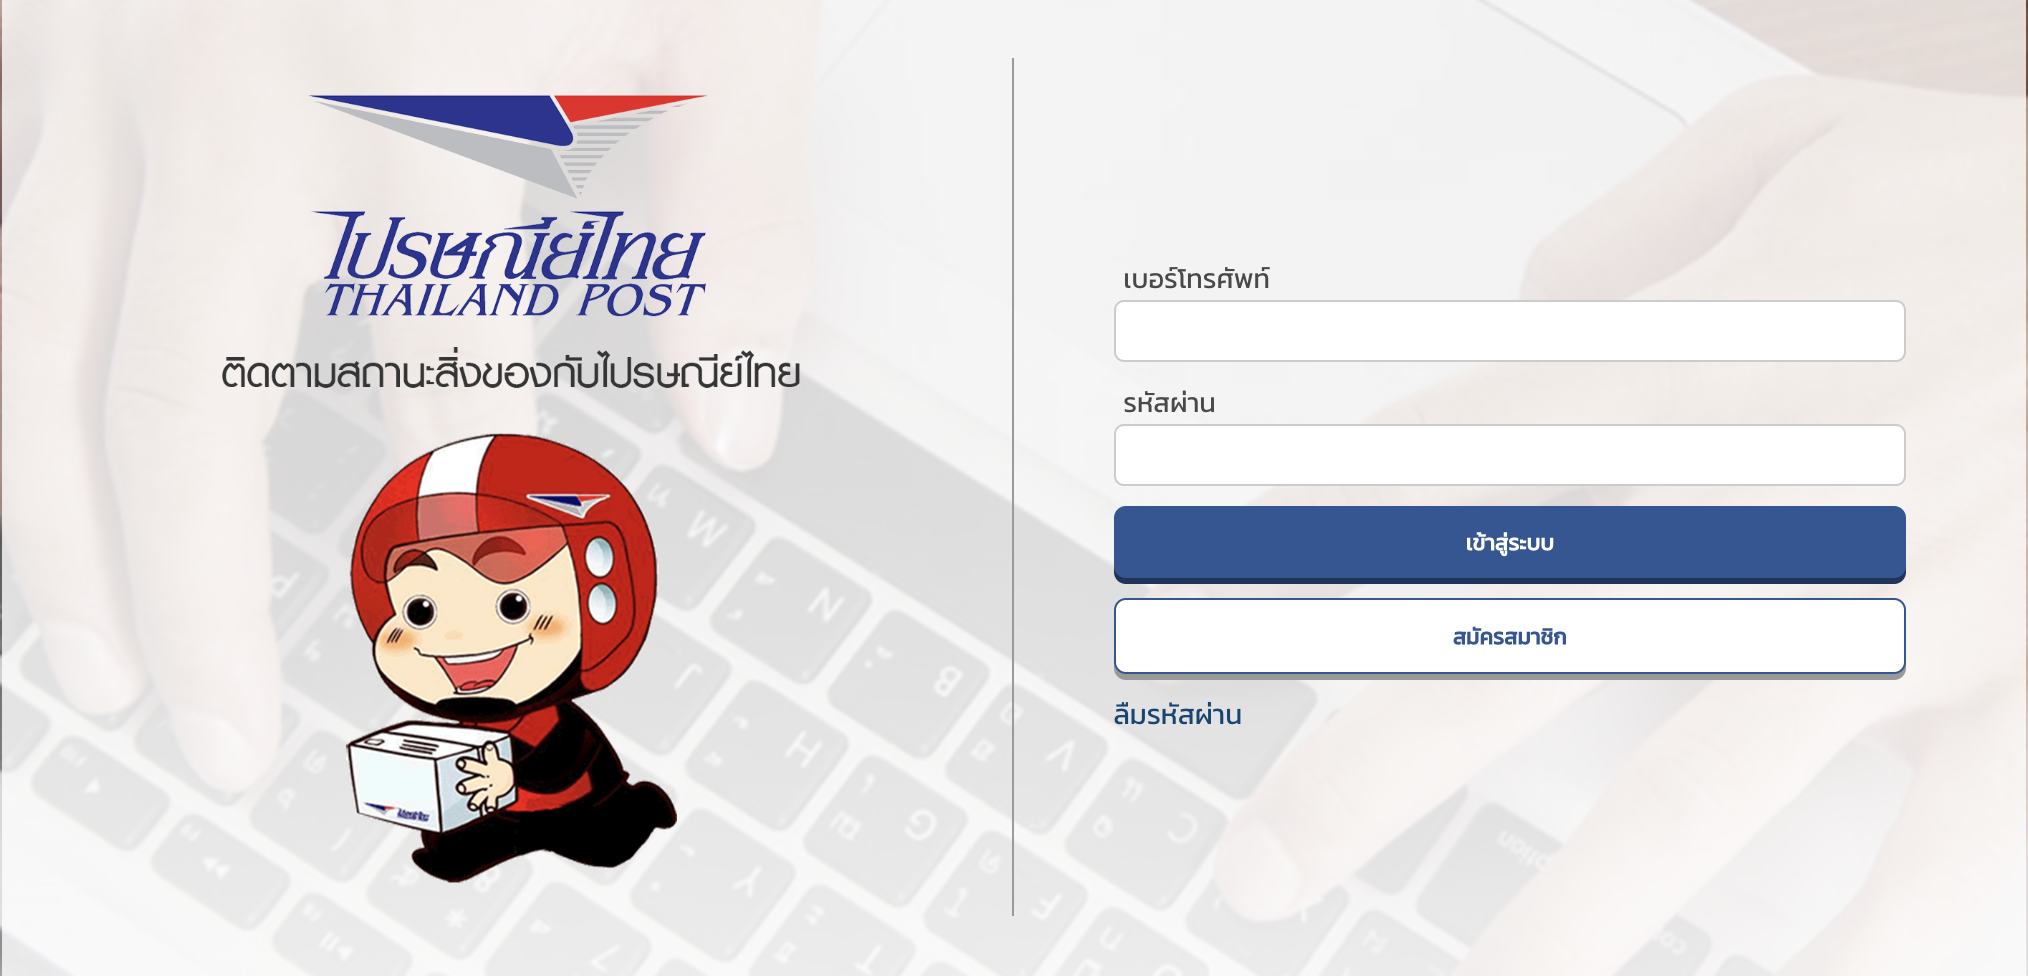 ไปรษณีย์ไทย
THAILAND POST
ติดตามสถานะสิ่งของกับไปรษณีย์ไทย
เบอร์โทรศัพท์
รหัสผ่าน
เข้าสู่ระบบ
สมัครสมาชิก
ลืมรหัสผ่าน